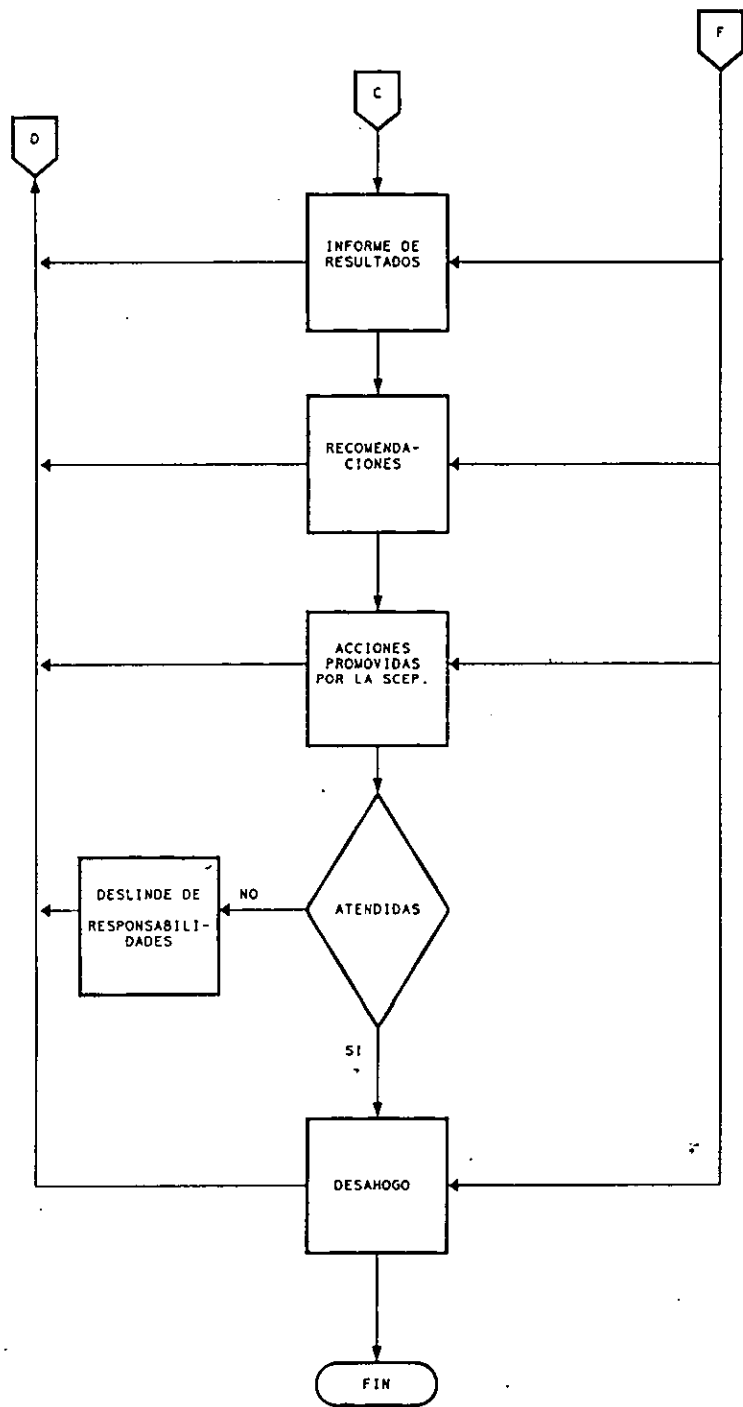 F
C
D
INFORME DE
RESULTADOS
RECOMENDA-
CIONES
ACCIONES
PROMOVIDAS
POR LA SCEP.
ATENDIDAS
NO
DESLINDE DE
RESPONSABILI-
DADES
SI
DESAHOGO
FIN